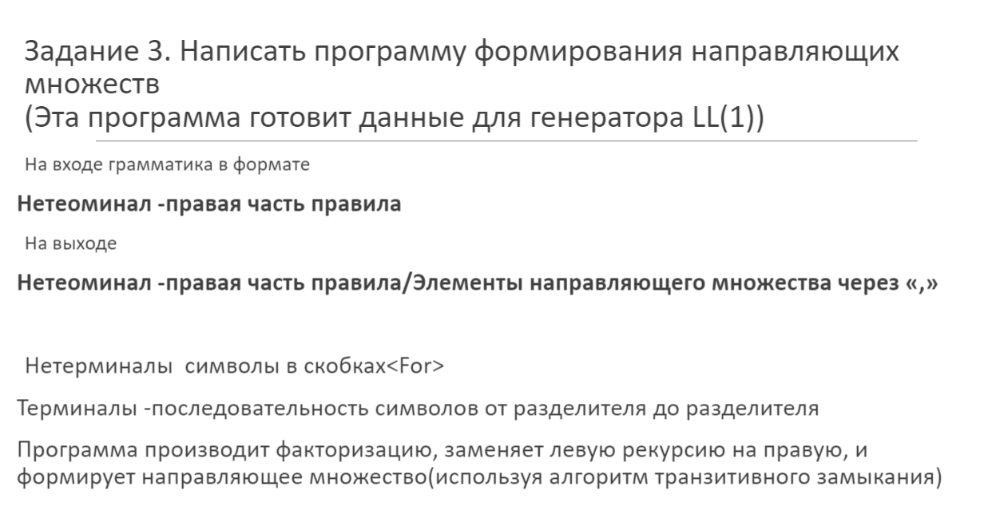 Задание 3. Написать программу формирования направляющих
множеств
(Эта программа готовит данные для генератора LL(1))
На входе грамматика в формате
Нетеоминал -правая часть правила
На выходе
Нетеоминал -правая часть правила/Элементы направляющего множества через «,»
Нетерминалы символы в скобках<For>
Терминалы -последовательность символов от разделителя до разделителя
Программа производит факторизацию, заменяет левую рекурсию на правую, и
формирует направляющее множество(используя алгоритм транзитивного замыкания)